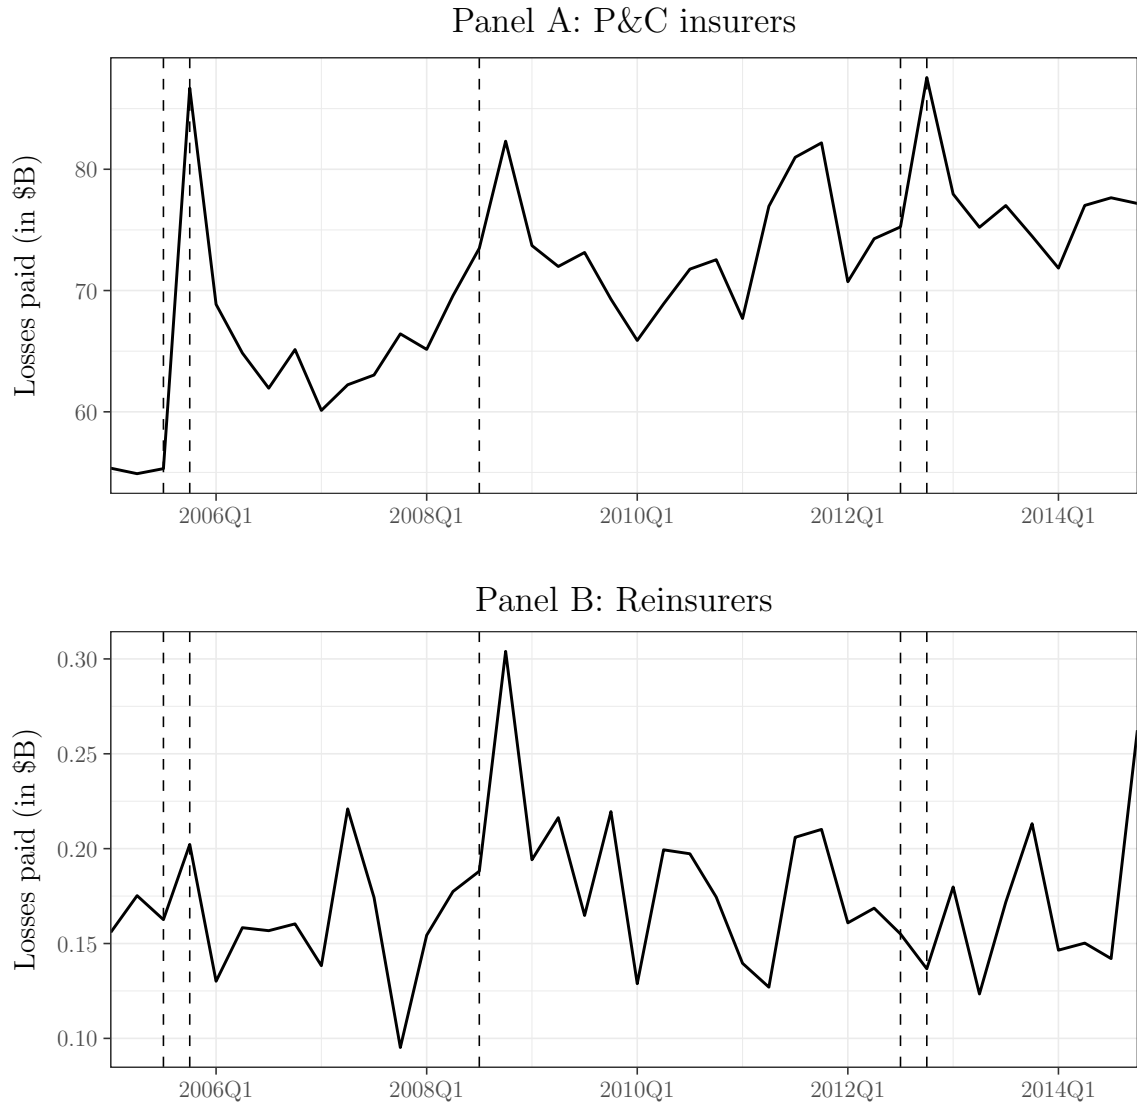 Panel A: P&C insurers
Losses paid (in $B)
80
70
60
2006Q1 2008Q1 2010Q1 2012Q1 2014Q1
Panel B: Reinsurers
Losses paid (in $B)
0.30
0.25
0.20
0.15
0.10
2006Q1 2008Q1 2010Q1 2012Q1 2014Q1